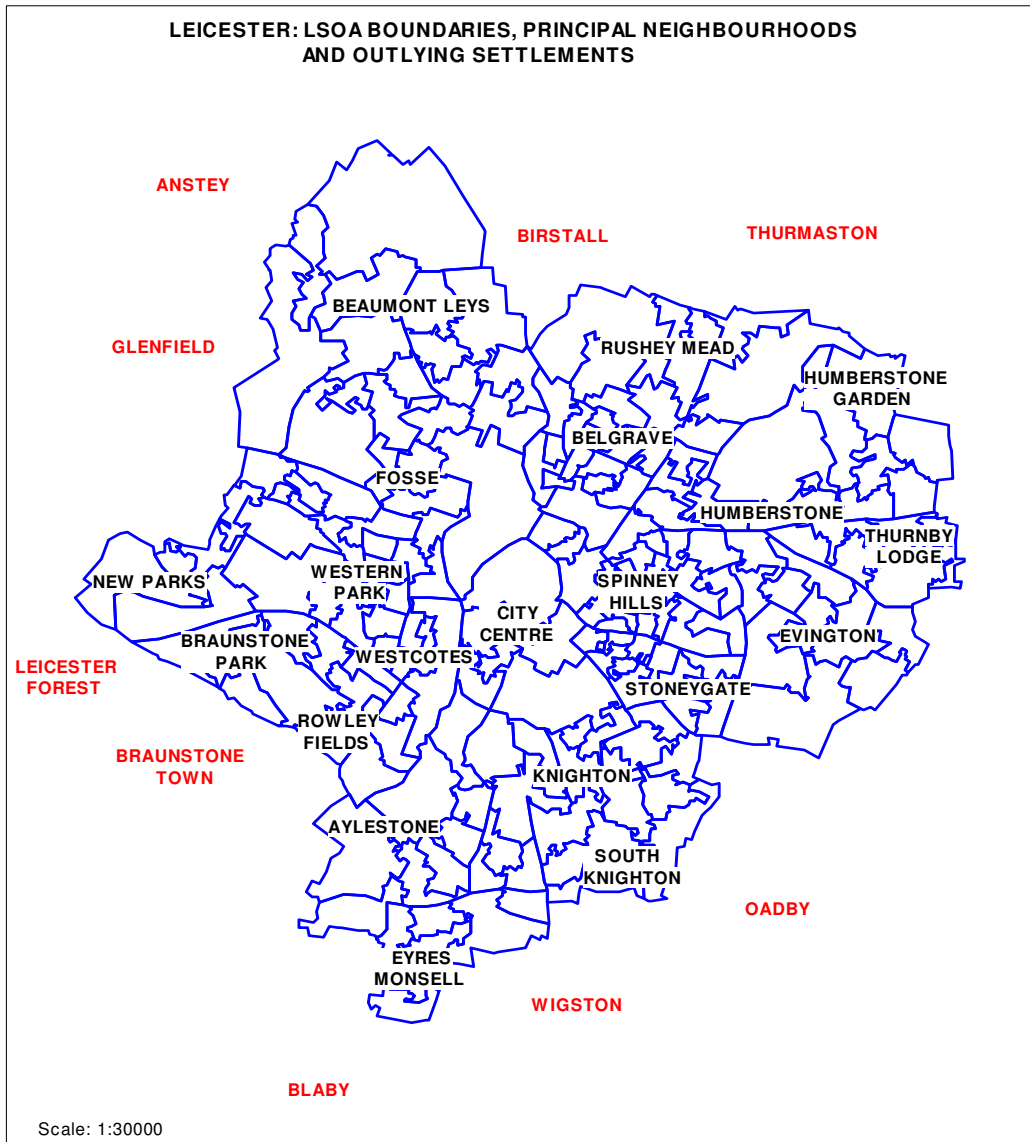 LEICESTER: LSOA BOUNDARIES, PRINCIPAL NEIGHBOURHOODS
AND OUTLYING SETTLEMENTS
ANSTEY
BIRSTALL
THURMASTON
BEAUMONT LEYS
GLENFIELD
RUSHEY MEAD
HUMBERSTONE
GARDEN
BELGRAVE
FOSSE
HUMBERSTONE
THURNBY
LODGE
NEW PARKS
WESTERN
PARK
SPINNEY
HILLS
CITY
CENTRE
EVINGTON
BRAUNSTONE
PARK
WESTCOTES
LEICESTER
FOREST
STONEYGATE
ROWLEY
FIELDS
BRAUNSTONE
TOWN
KNIGHTON
AYLESTONE
SOUTH
KNIGHTON
OADBY
EYRES
MONSELL
WIGSTON
BLABY
Scale: 1:30000